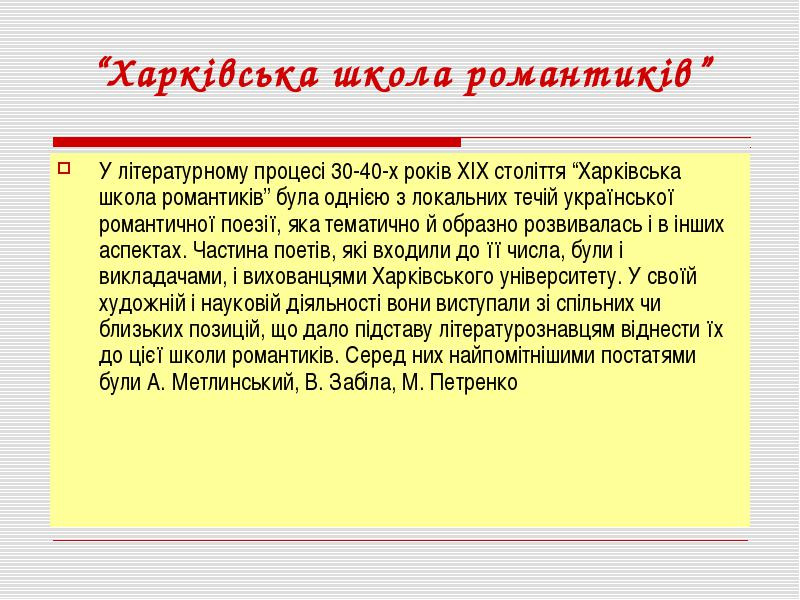 “Харківська школа романтиків”
У літературному процесі 30-40-х років XIX століття “Харківська
школа романтиків” була однією з локальних течій української
романтичної поезії, яка тематично й образно розвивалась і в інших
аспектах. Частина поетів, які входили до її числа, були і
викладачами, і вихованцями Харківського університету. У своїй
художній і науковій діяльності вони виступали зі спільних чи
близьких позицій, що дало підставу літературознавцям віднести їх
до цієї школи романтиків. Серед них найпомітнішими постатями
були А. Метлинський, В. Забіла, М. Петренко